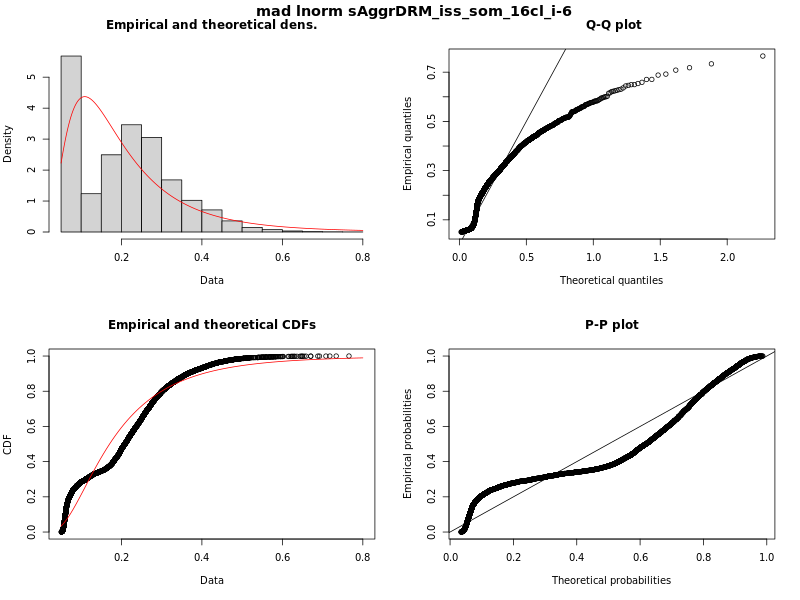 mad lnorm sAggrDRM_iss_som_16cl_i-6
Empirical and theoretical dens.
Density
0 1 2 3 4 5
0.2 0.4 0.6 0.8
Data
Q-Q plot
Empirical quantiles
0.1 0.3 0.5 0.7
0.0 0.5 1.0 1.5 2.0
Theoretical quantiles
Empirical and theoretical CDFs
CDF
0.0 0.2 0.4 0.6 0.8 1.0
0.2 0.4 0.6 0.8
Data
P-P plot
Empirical probabilities
0.0 0.2 0.4 0.6 0.8 1.0
0.0 0.2 0.4 0.6 0.8 1.0
Theoretical probabilities